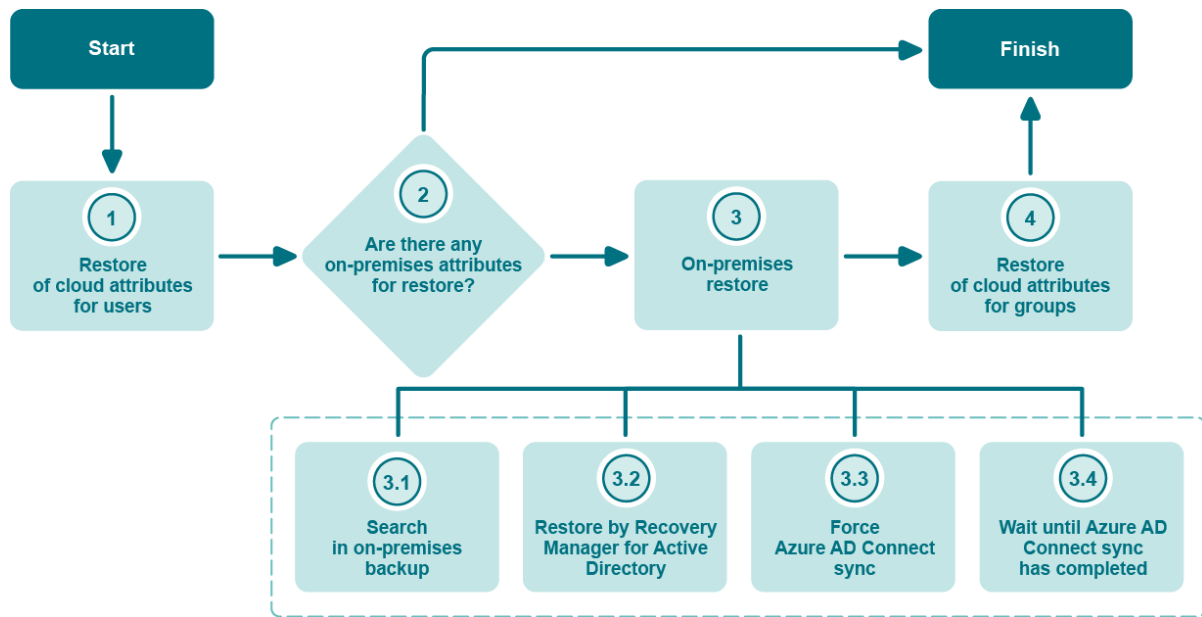 Start
Finish
1
Restore
of cloud attributes
for users
2
Are there any
on-premises attributes
for restore?
3
On-premises
restore
4
Restore
of cloud attributes
for groups
3.1
Search
in on-premises
backup
3.2
Restore by Recovery
Manager for Active
Directory
3.3
Force
Azure AD Connect
sync
3.4
Wait until Azure AD
Connect sync
has completed